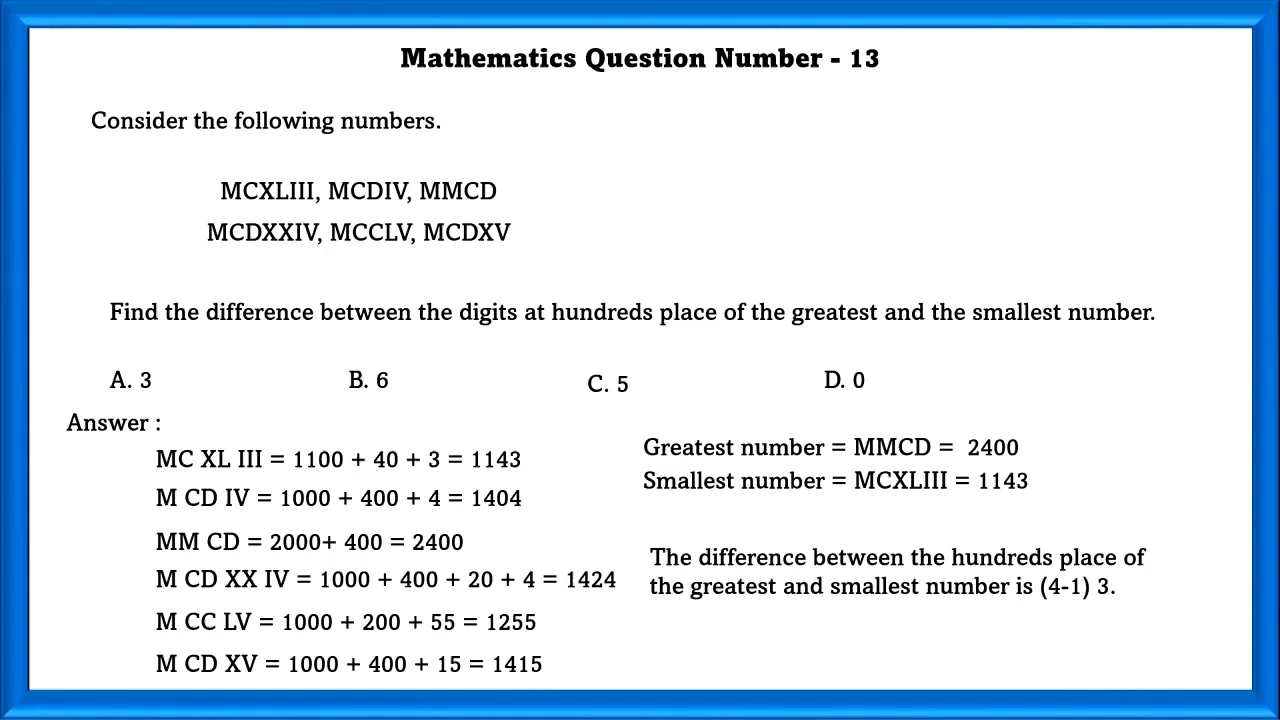 Mathematics Question Number - 13
Consider the following numbers.
MCXLIII, MCDIV, MMCD
MCDXXIV, MCCLV, MCDXV
Find the difference between the digits at hundreds place of the greatest and the smallest number.
A. 3 B. 6 C. 5 D. 0
Answer :
MC XL III = 1100 + 40 + 3 = 1143
M CD IV = 1000 + 400 + 4 = 1404
MM CD = 2000+ 400 = 2400
M CD XX IV = 1000 + 400 + 20 + 4 = 1424
M CC LV = 1000 + 200 + 55 = 1255
M CD XV = 1000 + 400 + 15 = 1415
Greatest number = MMCD = 2400
Smallest number = MCXLIII = 1143
The difference between the hundreds place of
the greatest and smallest number is (4-1) 3.